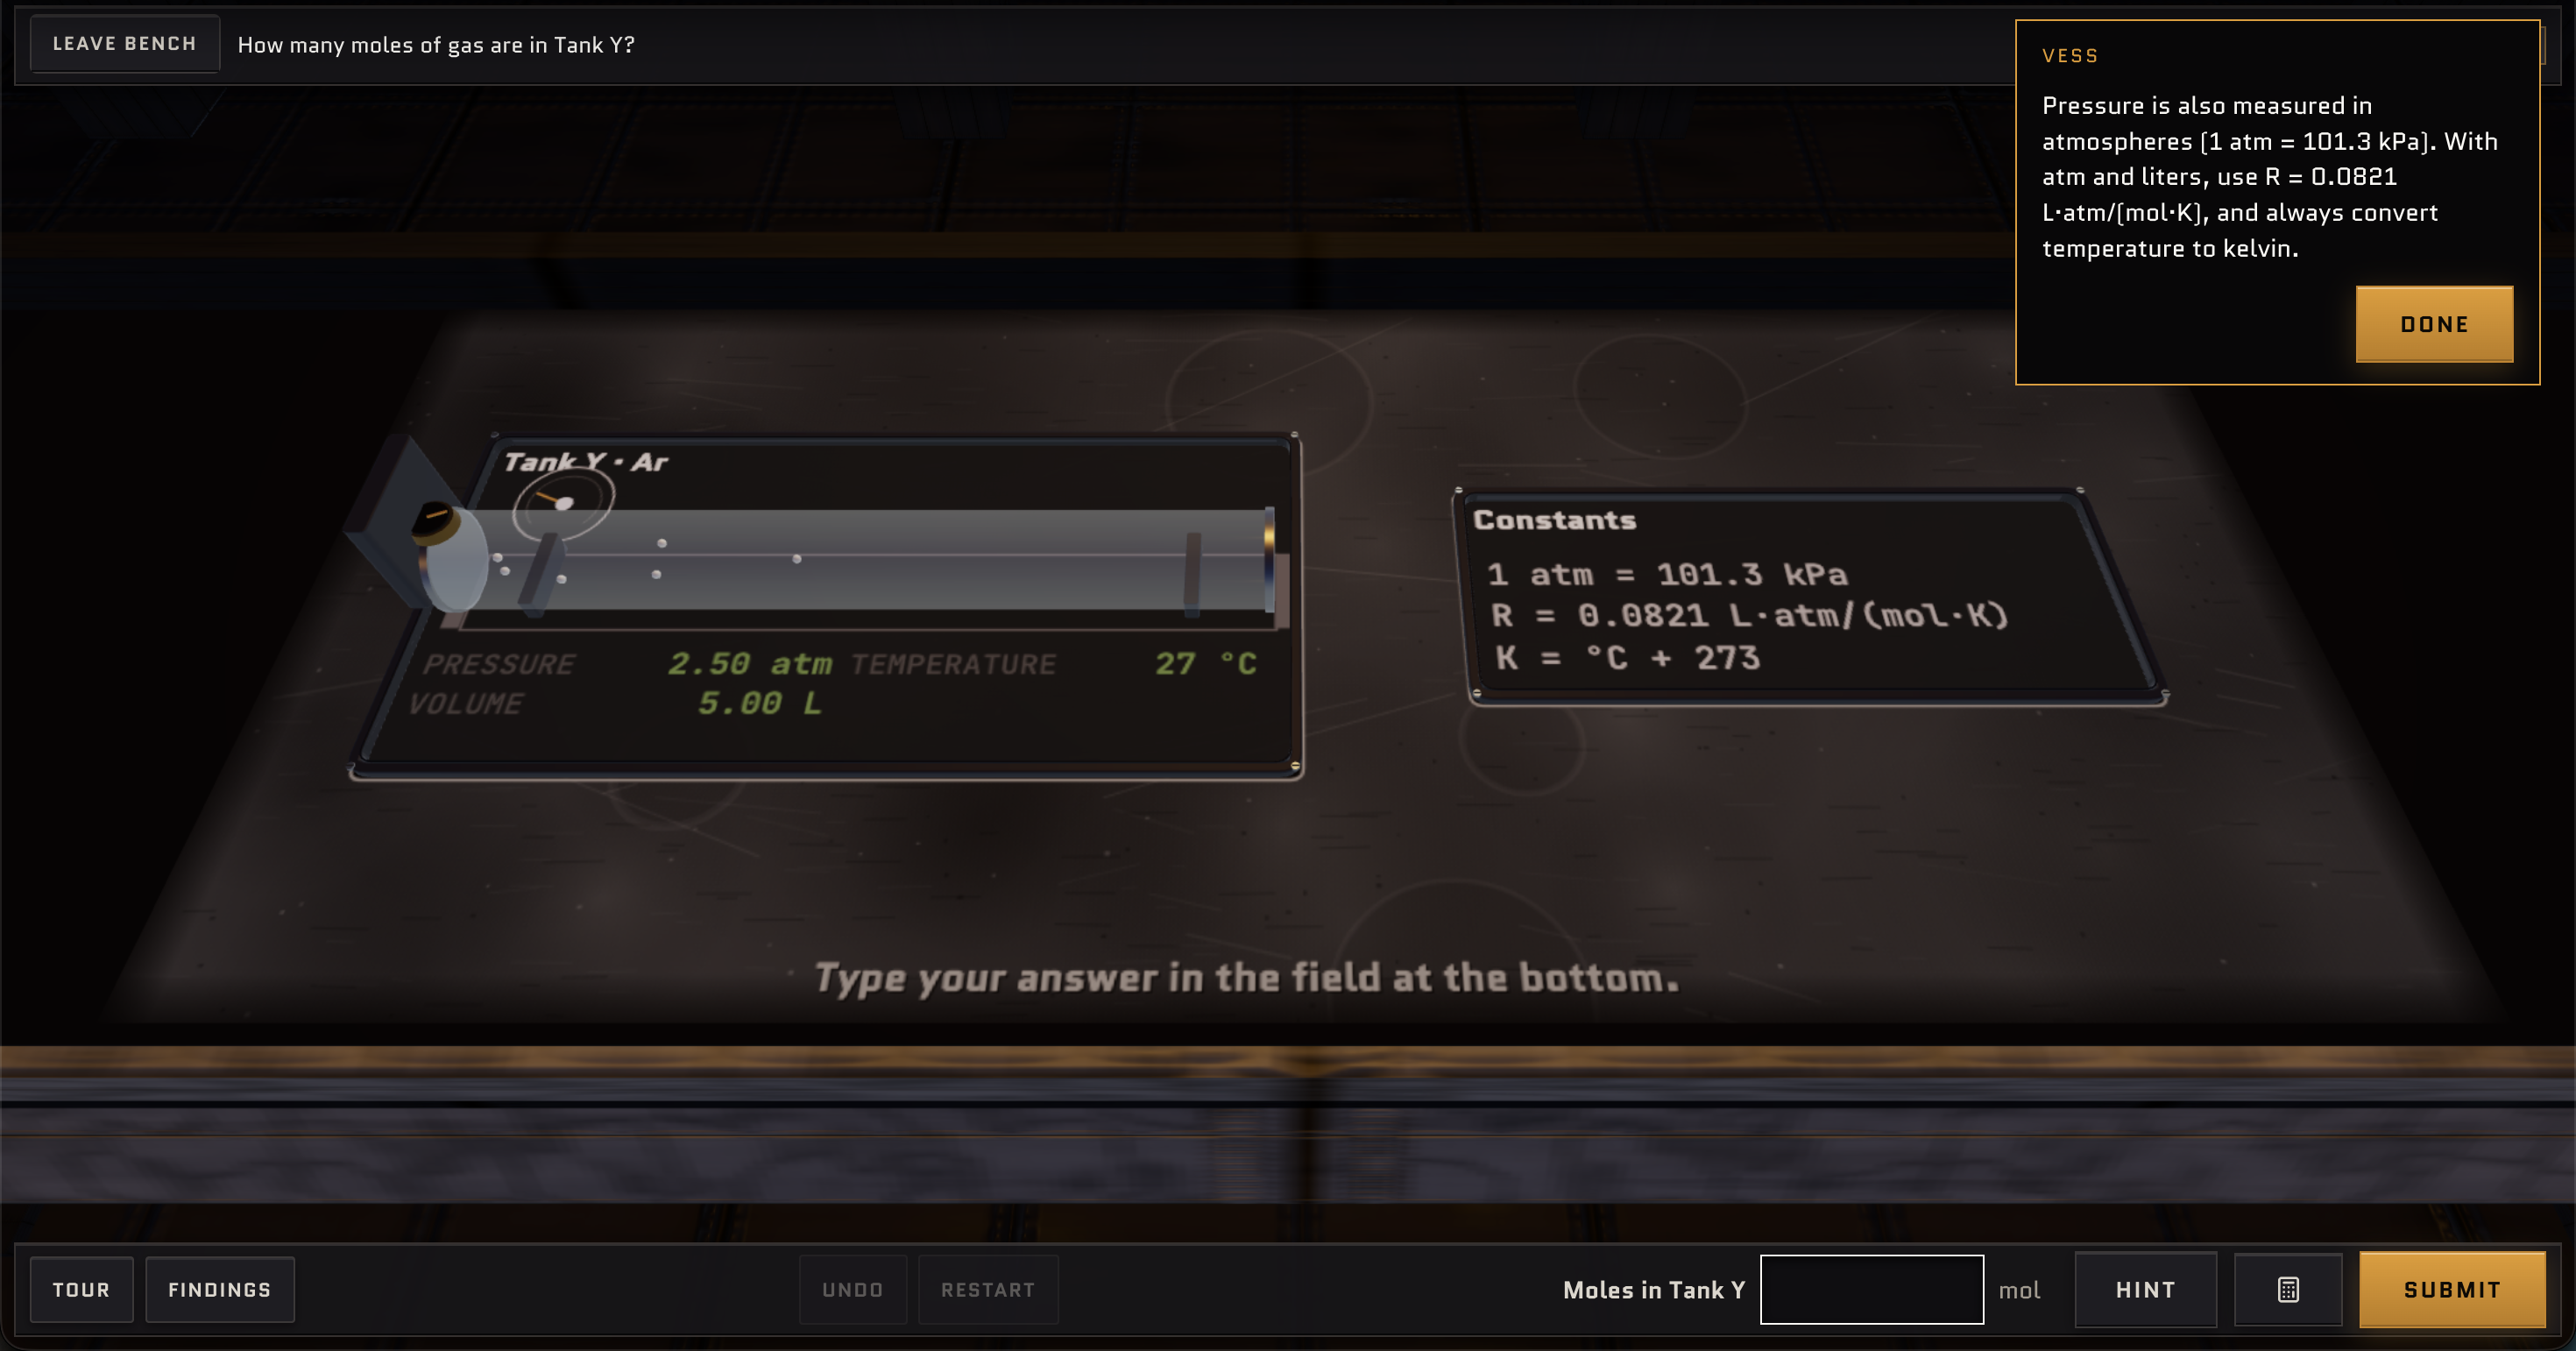 LEAVE BENCH
How many moles of gas are in Tank Y?
VESS
Pressure is also measured in
atmospheres (1 atm = 101.3 kPa). With
atm and liters, use R = 0.0821
L·atm/(mol·K), and always convert
temperature to kelvin.
DONE
Tank Y · Ar
PRESSURE 2.50 atm TEMPERATURE 27 °C
VOLUME 5.00 L
Constants
1 atm = 101.3 kPa
R = 0.0821 L·atm/(mol·K)
K = °C + 273
Type your answer in the field at the bottom.
TOUR FINDINGS UNDO RESTART Moles in Tank Y mol HINT SUBMIT